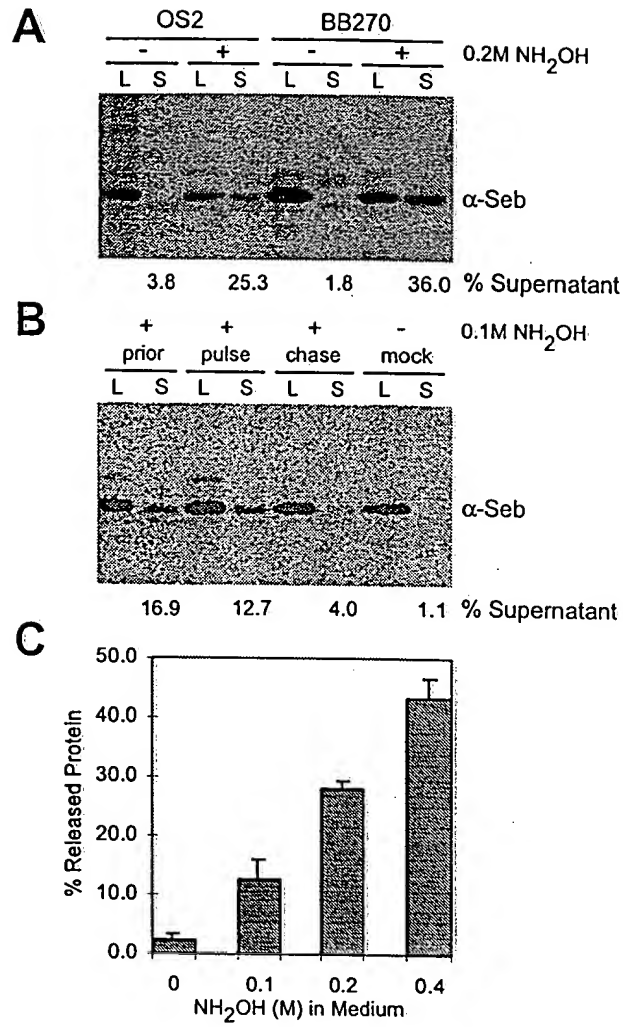 A
OS2 BB270
- + - + 0.2M NH2OH
L S L S L S L S
α-Seb
3.8 25.3 1.8 36.0 % Supernatant
B
+ + + - 0.1M NH2OH
prior pulse chase mock
L S L S L S L S
α-Seb
16.9 12.7 4.0 1.1 % Supernatant
C
50.0
40.0
30.0
20.0
10.0
0.0
% Released Protein
0 0.1 0.2 0.4
NH2OH (M) in Medium